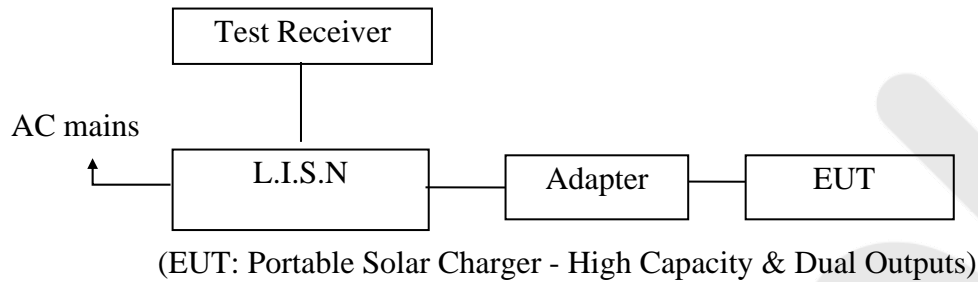 Test Receiver
AC mains
L.I.S.N
Adapter
EUT
(EUT: Portable Solar Charger - High Capacity & Dual Outputs)